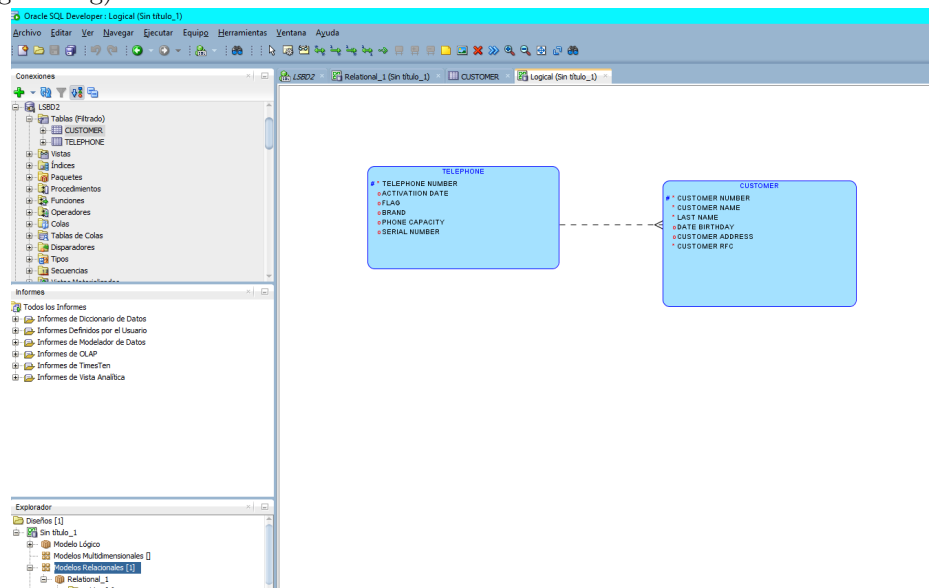 Oracle SQL Developer : Logical (Sin título_1)
Archivo Editar Ver Navegar Ejecutar Equipo Herramientas Ventana Ayuda
Conexiones
LSBD2
Relational_1 (Sin título_1)
CUSTOMER
Logical (Sin título_1)
LSBD2
Tablas (Filtrado)
CUSTOMER
TELEPHONE
Vistas
Índices
Paquetes
Procedimientos
Funciones
Operadores
Colas
Tablas de Colas
Disparadores
Tipos
Secuencias
Vistas Materializadas
TELEPHONE
# * TELEPHONE NUMBER
o ACTIVATIION DATE
o FLAG
o BRAND
o PHONE CAPACITY
o SERIAL NUMBER
CUSTOMER
# * CUSTOMER NUMBER
* CUSTOMER NAME
* LAST NAME
o DATE BIRTHDAY
o CUSTOMER ADDRESS
* CUSTOMER RFC
Informes
Todos los Informes
Informes de Diccionario de Datos
Informes Definidos por el Usuario
Informes de Modelador de Datos
Informes de OLAP
Informes de TimesTen
Informes de Vista Analítica
Explorador
Diseños [1]
Sin título_1
Modelo Lógico
Modelos Multidimensionales []
Modelos Relacionales [1]
Relational_1